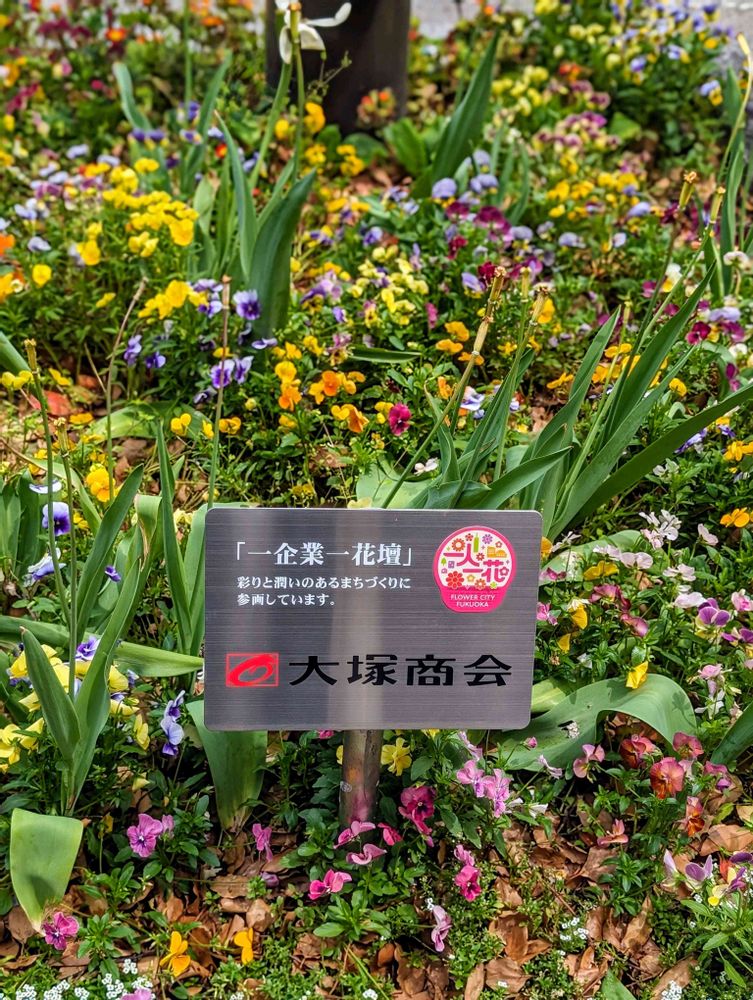 「一企業一花壇」
彩りと潤いのあるまちづくりに
参画しています。
一人一花
FLOWER CITY
FUKUOKA
大塚商会